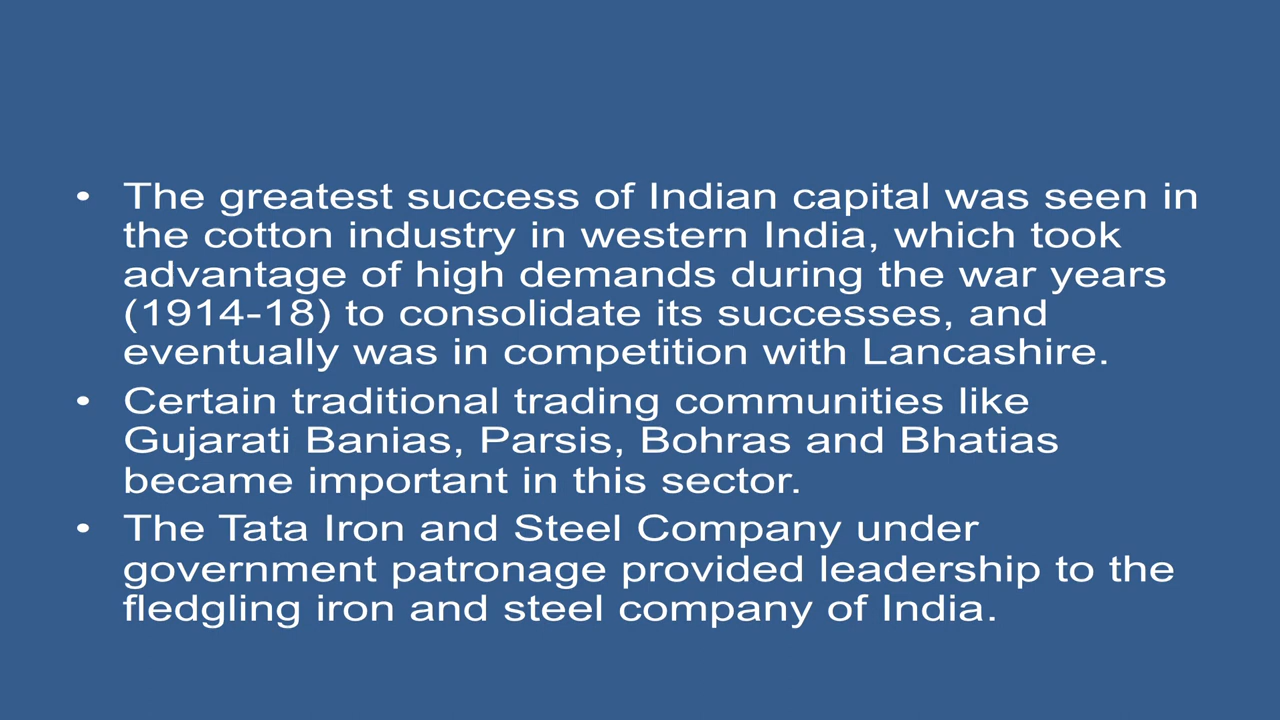 • The greatest success of Indian capital was seen in
the cotton industry in western India, which took
advantage of high demands during the war years
(1914-18) to consolidate its successes, and
eventually was in competition with Lancashire.
• Certain traditional trading communities like
Gujarati Banias, Parsis, Bohras and Bhatias
became important in this sector.
• The Tata Iron and Steel Company under
government patronage provided leadership to the
fledgling iron and steel company of India.